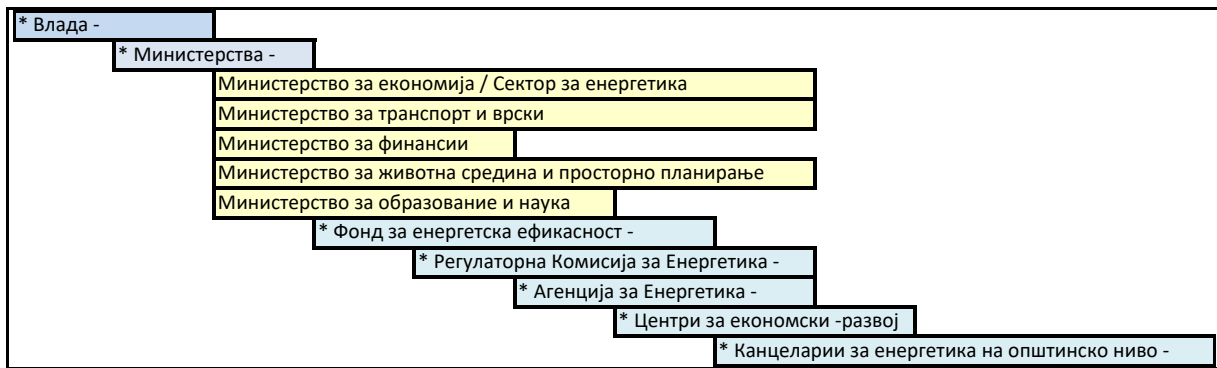 * Влада -
* Министерства -
Министерство за економија / Сектор за енергетика
Министерство за транспорт и врски
Министерство за финансии
Министерство за животна средина и просторно планирање
Министерство за образование и наука
* Фонд за енергетска ефикасност -
* Регулаторна Комисија за Енергетика -
* Агенција за Енергетика -
* Центри за економски -развој
* Канцеларии за енергетика на општинско ниво -